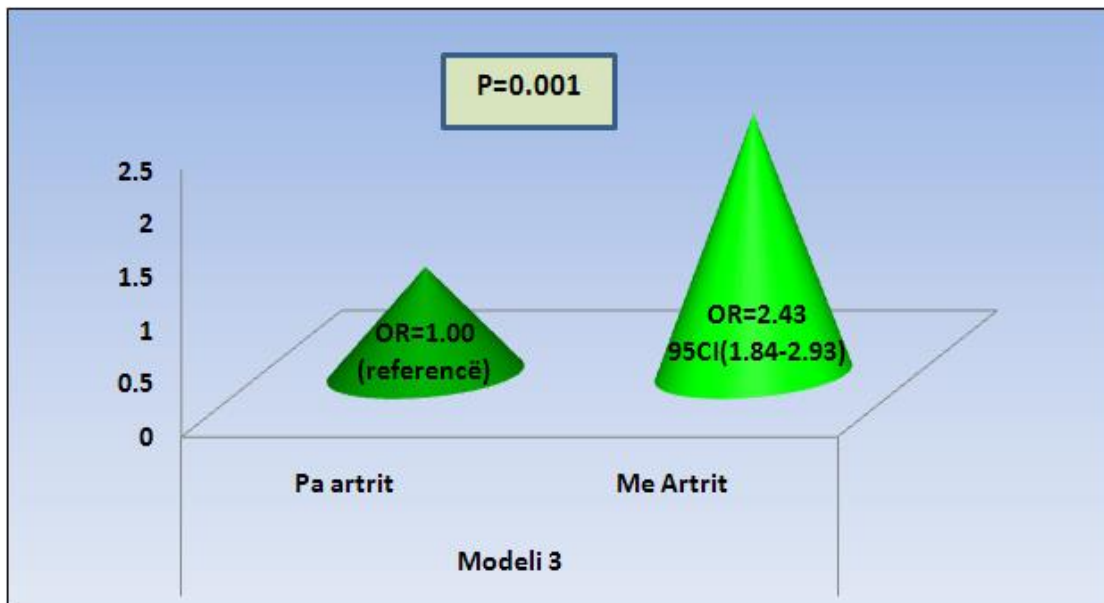 P=0.001
2.5
2
1.5
1
0.5
0
OR=1.00
(referencë)
OR=2.43
95CI(1.84-2.93)
Pa artrit
Me Artrit
Modeli 3